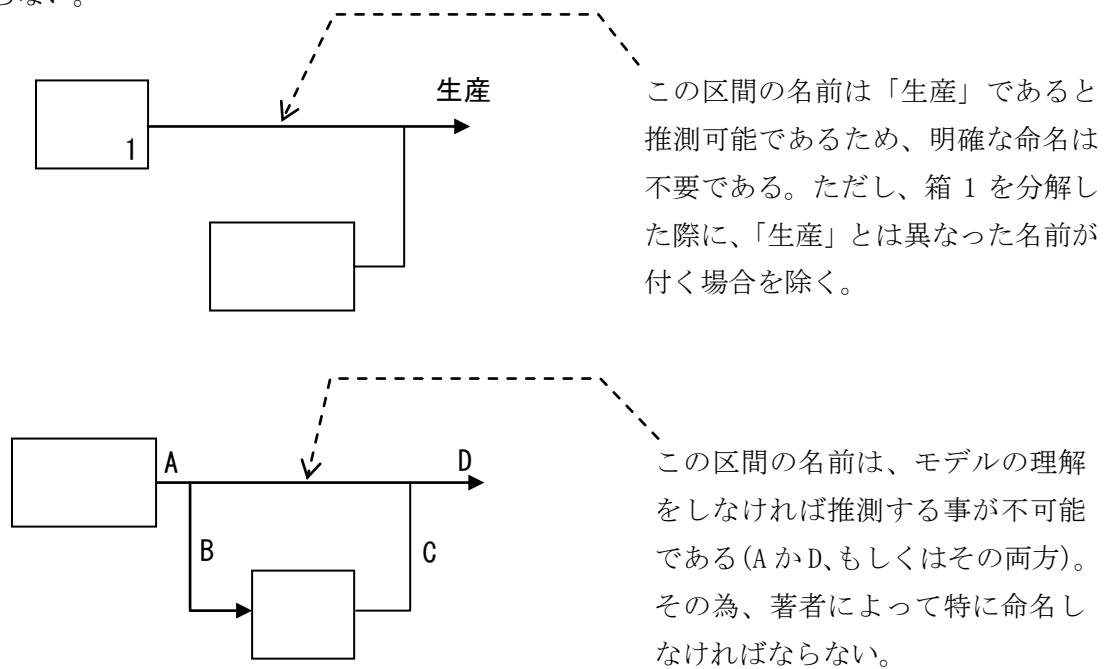 らない。
生産
1
この区間の名前は「生産」であると
推測可能であるため、明確な命名は
不要である。ただし、箱 1 を分解し
た際に、「生産」とは異なった名前が
付く場合を除く。
A
D
B
C
この区間の名前は、モデルの理解
をしなければ推測する事が不可能
である(A か D、もしくはその両方)。
その為、著者によって特に命名し
なければならない。